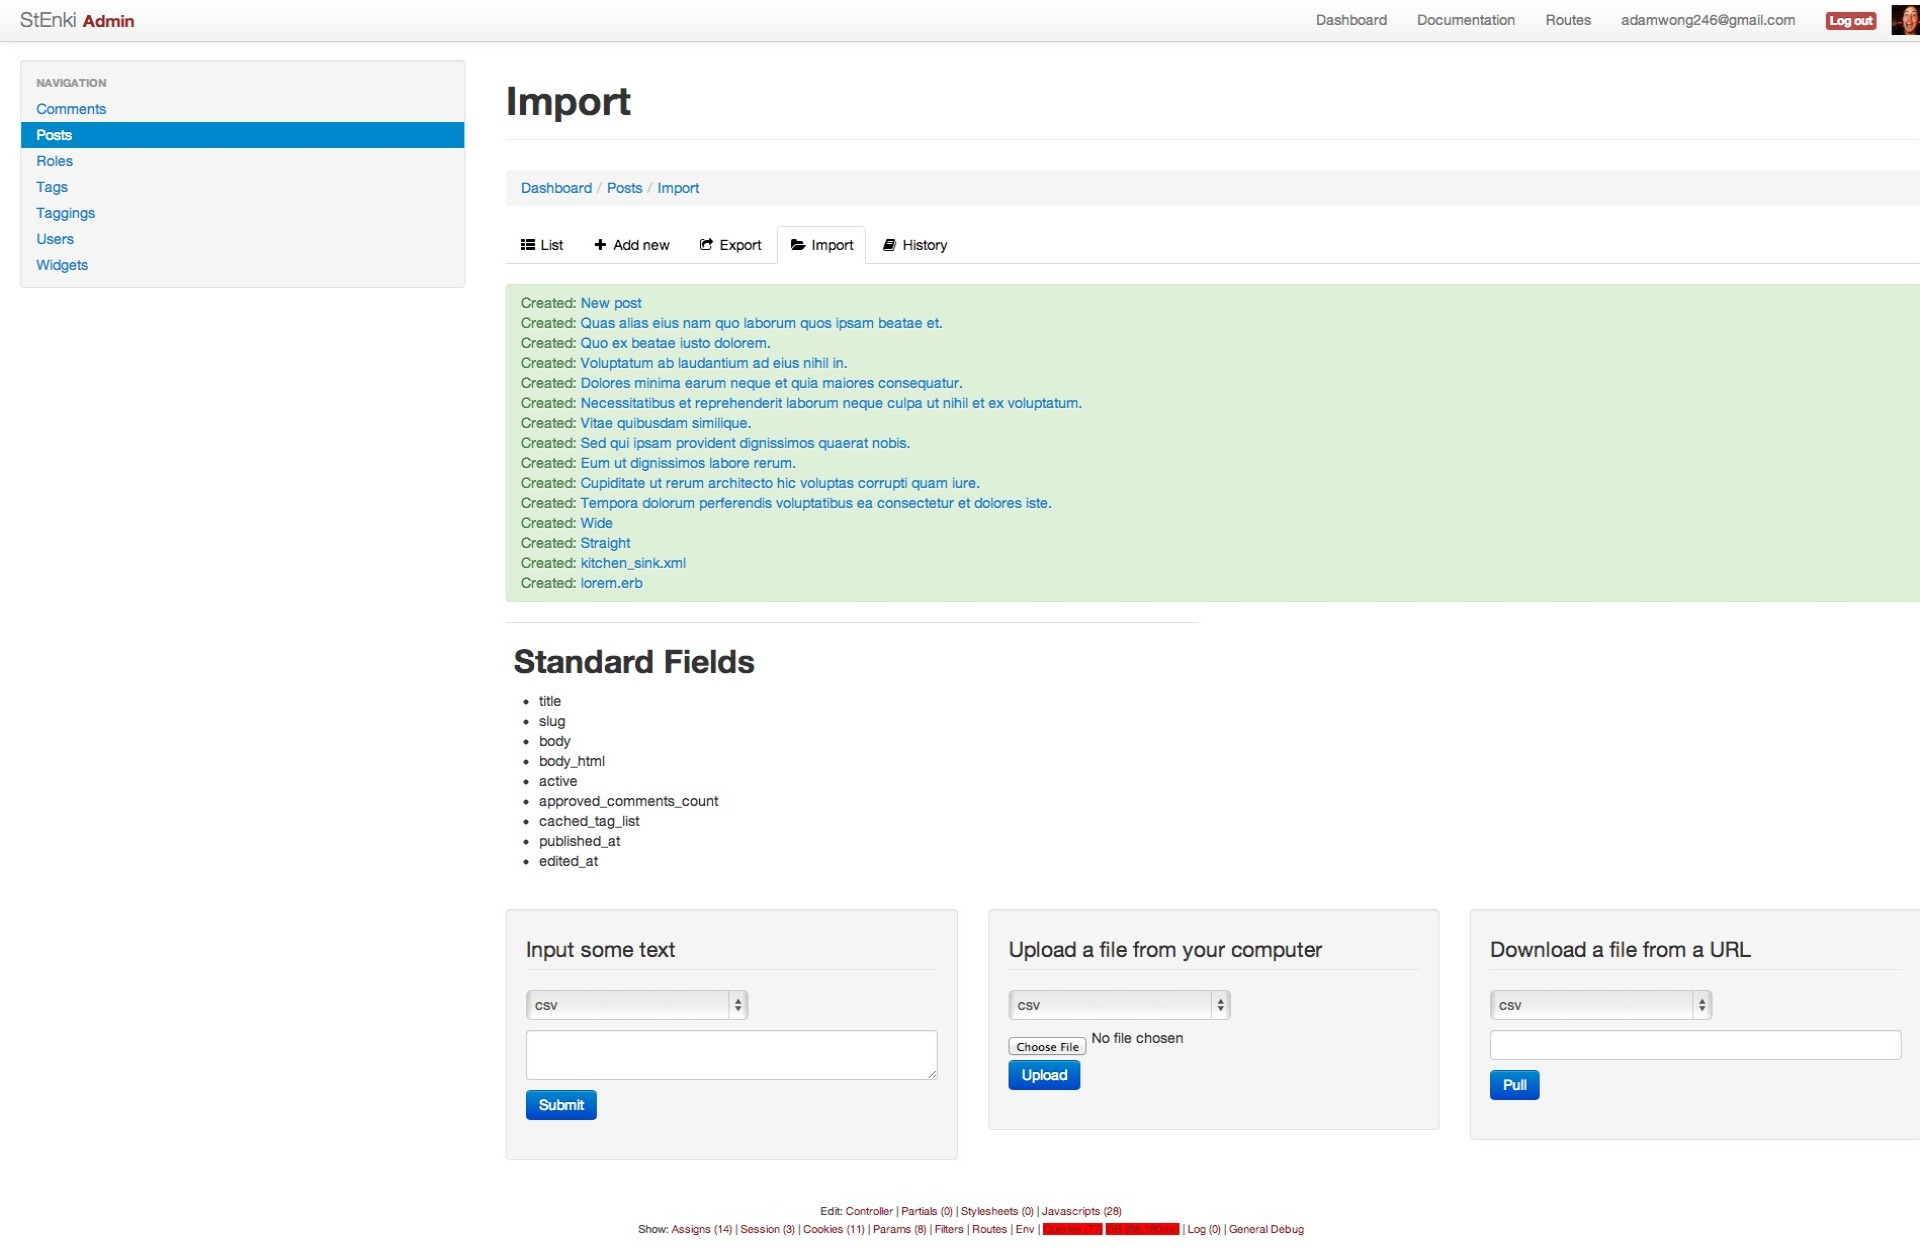 StEnki Admin
Dashboard Documentation Routes adamwong246@gmail.com Log out
NAVIGATION
Comments
Posts
Roles
Tags
Taggings
Users
Widgets
Import
Dashboard / Posts / Import
List Add new Export Import History
Created: New post
Created: Quas alias eius nam quo laborum quos ipsam beatae et.
Created: Quo ex beatae iusto dolorem.
Created: Voluptatum ab laudantium ad eius nihil in.
Created: Dolores minima earum neque et quia maiores consequatur.
Created: Necessitatibus et reprehenderit laborum neque culpa ut nihil et ex voluptatum.
Created: Vitae quibusdam similique.
Created: Sed qui ipsam provident dignissimos quaerat nobis.
Created: Eum ut dignissimos labore rerum.
Created: Cupiditate ut rerum architecto hic voluptas corrupti quam iure.
Created: Tempora dolorum perferendis voluptatibus ea consectetur et dolores iste.
Created: Wide
Created: Straight
Created: kitchen_sink.xml
Created: lorem.erb
Standard Fields
title
slug
body
body_html
active
approved_comments_count
cached_tag_list
published_at
edited_at
Input some text
csv
Submit
Upload a file from your computer
csv
Choose File No file chosen
Upload
Download a file from a URL
csv
Pull
Edit: Controller | Partials (0) | Stylesheets (0) | Javascripts (28)
Show: Assigns (14) | Session (3) | Cookies (11) | Params (8) | Filters | Routes | Env | Queries | Log (0) | General Debug